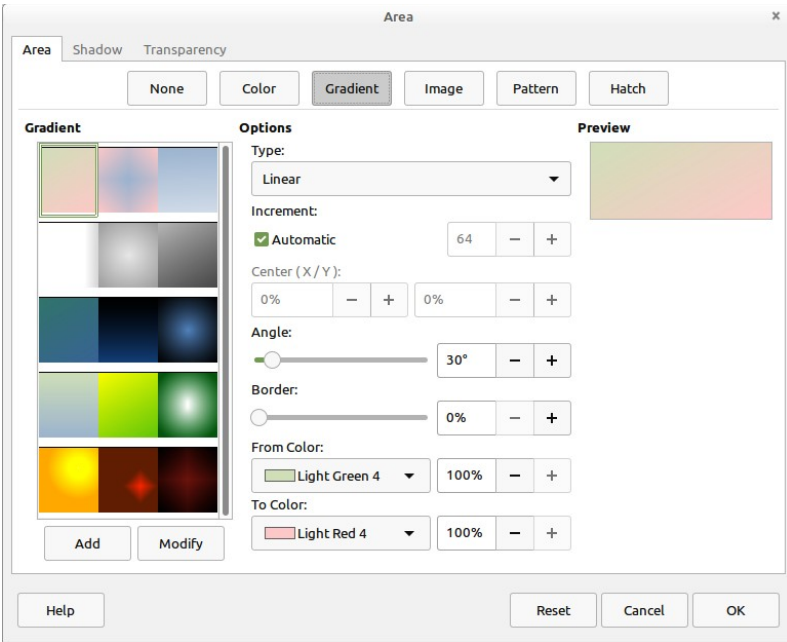 Area
Area Shadow Transparency
None Color Gradient Image Pattern Hatch
Gradient
Options
Type:
Linear
Increment:
Automatic 64 − +
Center ( X / Y ):
0% − + 0% − +
Angle:
30° − +
Border:
0% − +
From Color:
Light Green 4 100% − +
To Color:
Light Red 4 100% − +
Preview
Add Modify
Help Reset Cancel OK